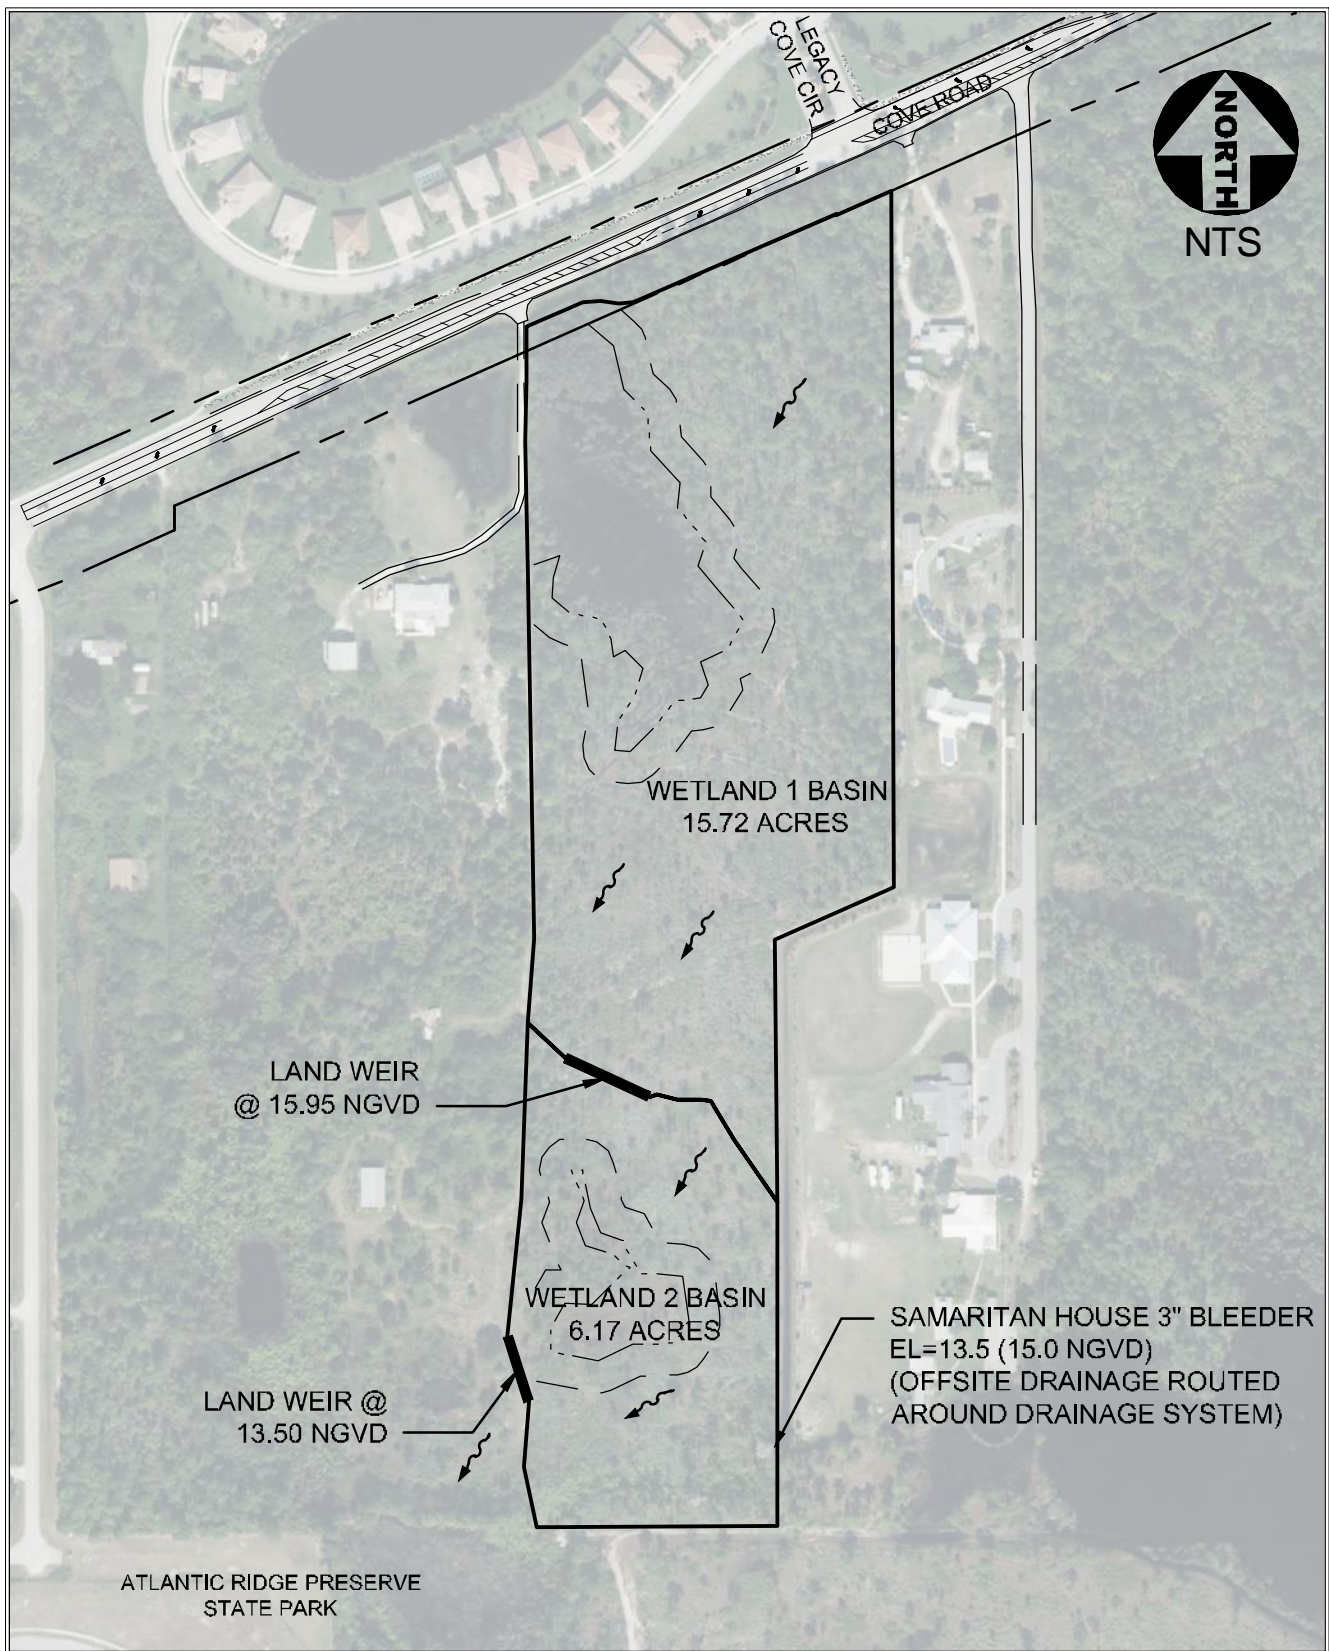 LEGACY
COVE CIR
COVE ROAD
NORTH
NTS
WETLAND 1 BASIN
15.72 ACRES
LAND WEIR
@ 15.95 NGVD
WETLAND 2 BASIN
6.17 ACRES
SAMARITAN HOUSE 3" BLEEDER
EL=13.5 (15.0 NGVD)
(OFFSITE DRAINAGE ROUTED
AROUND DRAINAGE SYSTEM)
LAND WEIR @
13.50 NGVD
ATLANTIC RIDGE PRESERVE
STATE PARK